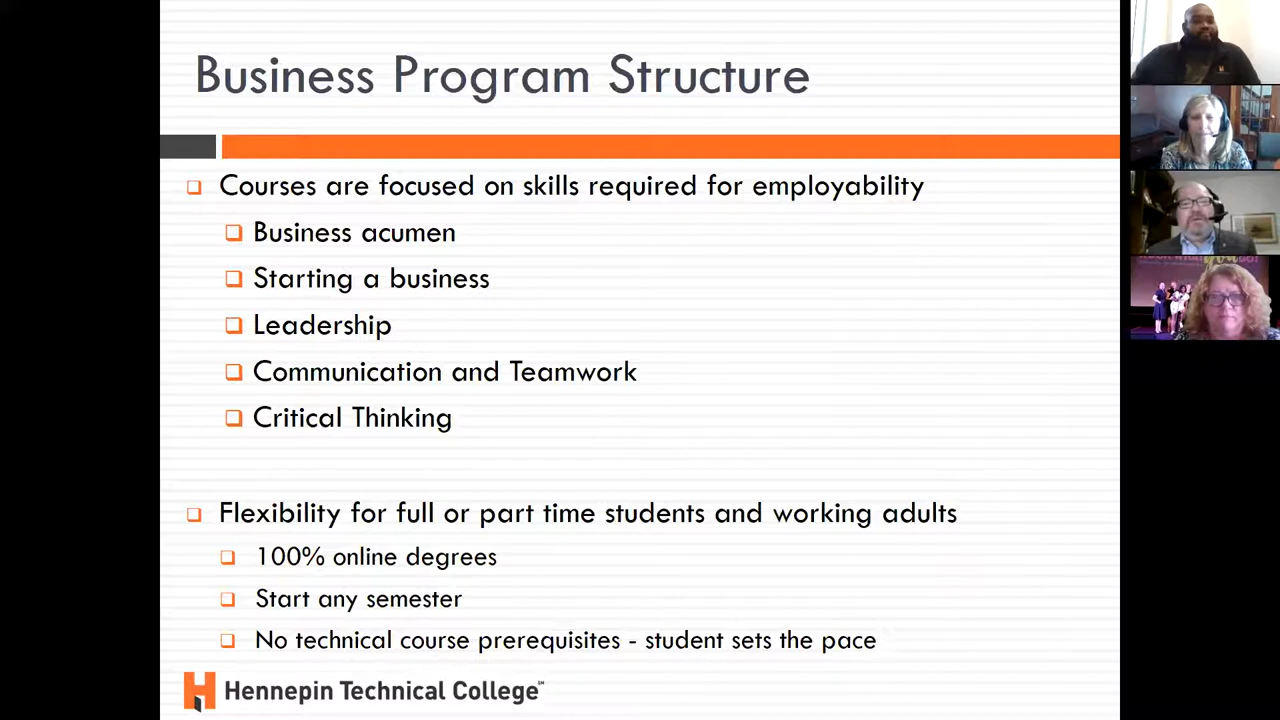 Business Program Structure
Courses are focused on skills required for employability
Business acumen
Starting a business
Leadership
Communication and Teamwork
Critical Thinking
Flexibility for full or part time students and working adults
100% online degrees
Start any semester
No technical course prerequisites - student sets the pace
Hennepin Technical College℠